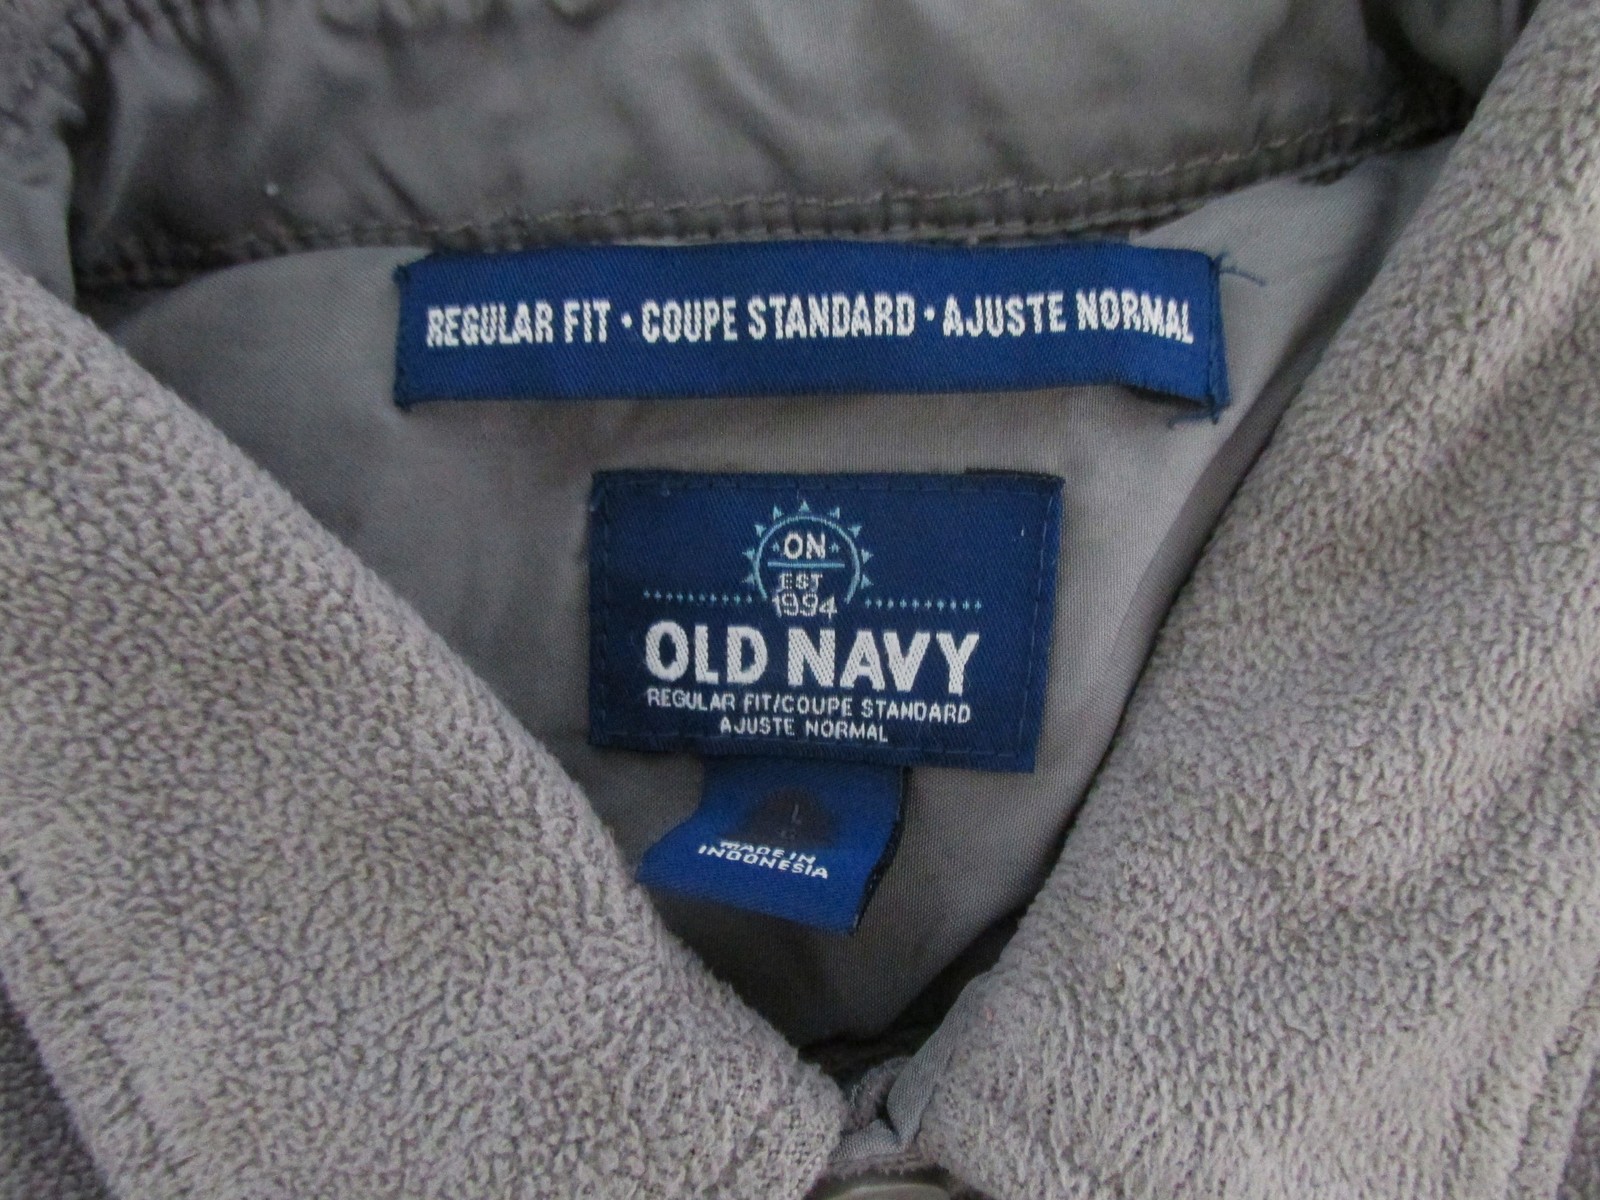 REGULAR FIT • COUPE STANDARD • AJUSTE NORMAL
ON
EST
1994
OLD NAVY
REGULAR FIT/COUPE STANDARD
AJUSTE NORMAL
MADE IN
INDONESIA